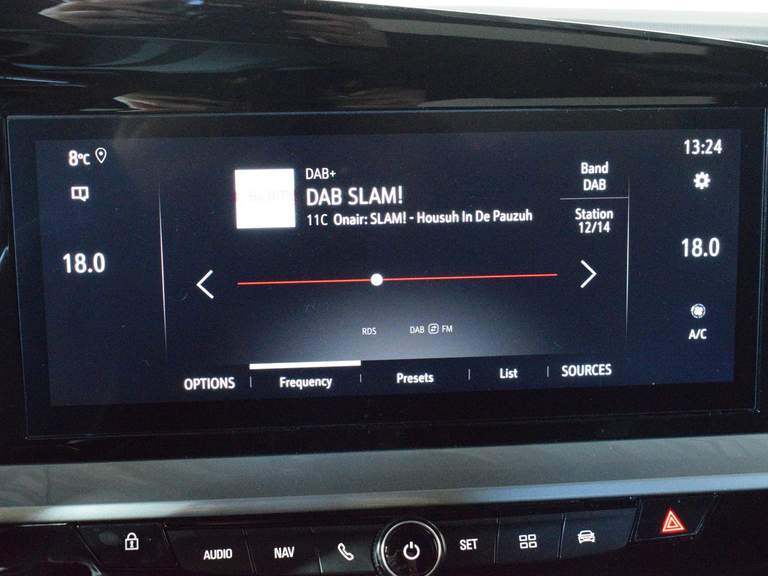 8°C
13:24
DAB+
DAB SLAM!
11C Onair: SLAM! - Housuh In De Pauzuh
Band
DAB
Station
12/14
18.0
18.0
RDS
DAB FM
A/C
OPTIONS
Frequency
Presets
List
SOURCES
AUDIO
NAV
SET